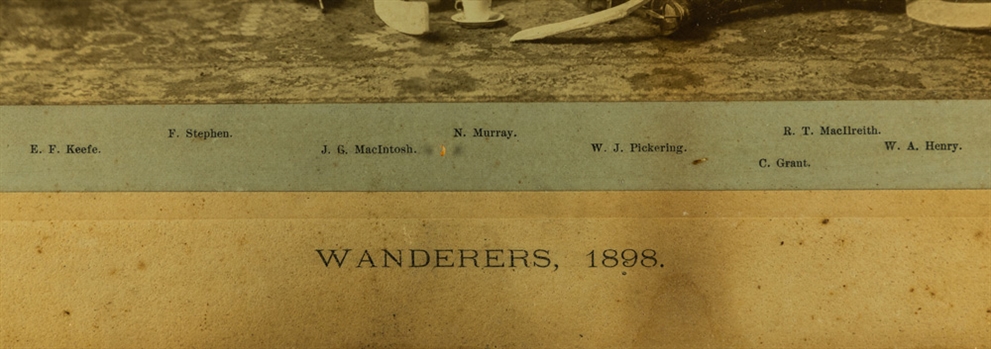 F. Stephen. N. Murray. R. T. MacIlreith.
E. F. Keefe. J. G. MacIntosh. W. J. Pickering. W. A. Henry.
C. Grant.
WANDERERS, 1898.